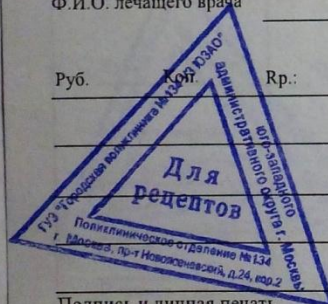 Ф.И.О. лечащего врача
Руб. Коп. Rp.:
ГУЗ "Городская поликлиника №134 УЗ ЮЗАО"
юго-западного
административного округа г. Москвы
Для
рецептов
Поликлиническое отделение №134
г. Москва, пр-т Новоясеневский, д.24, кор.2
Подпись и личная печать